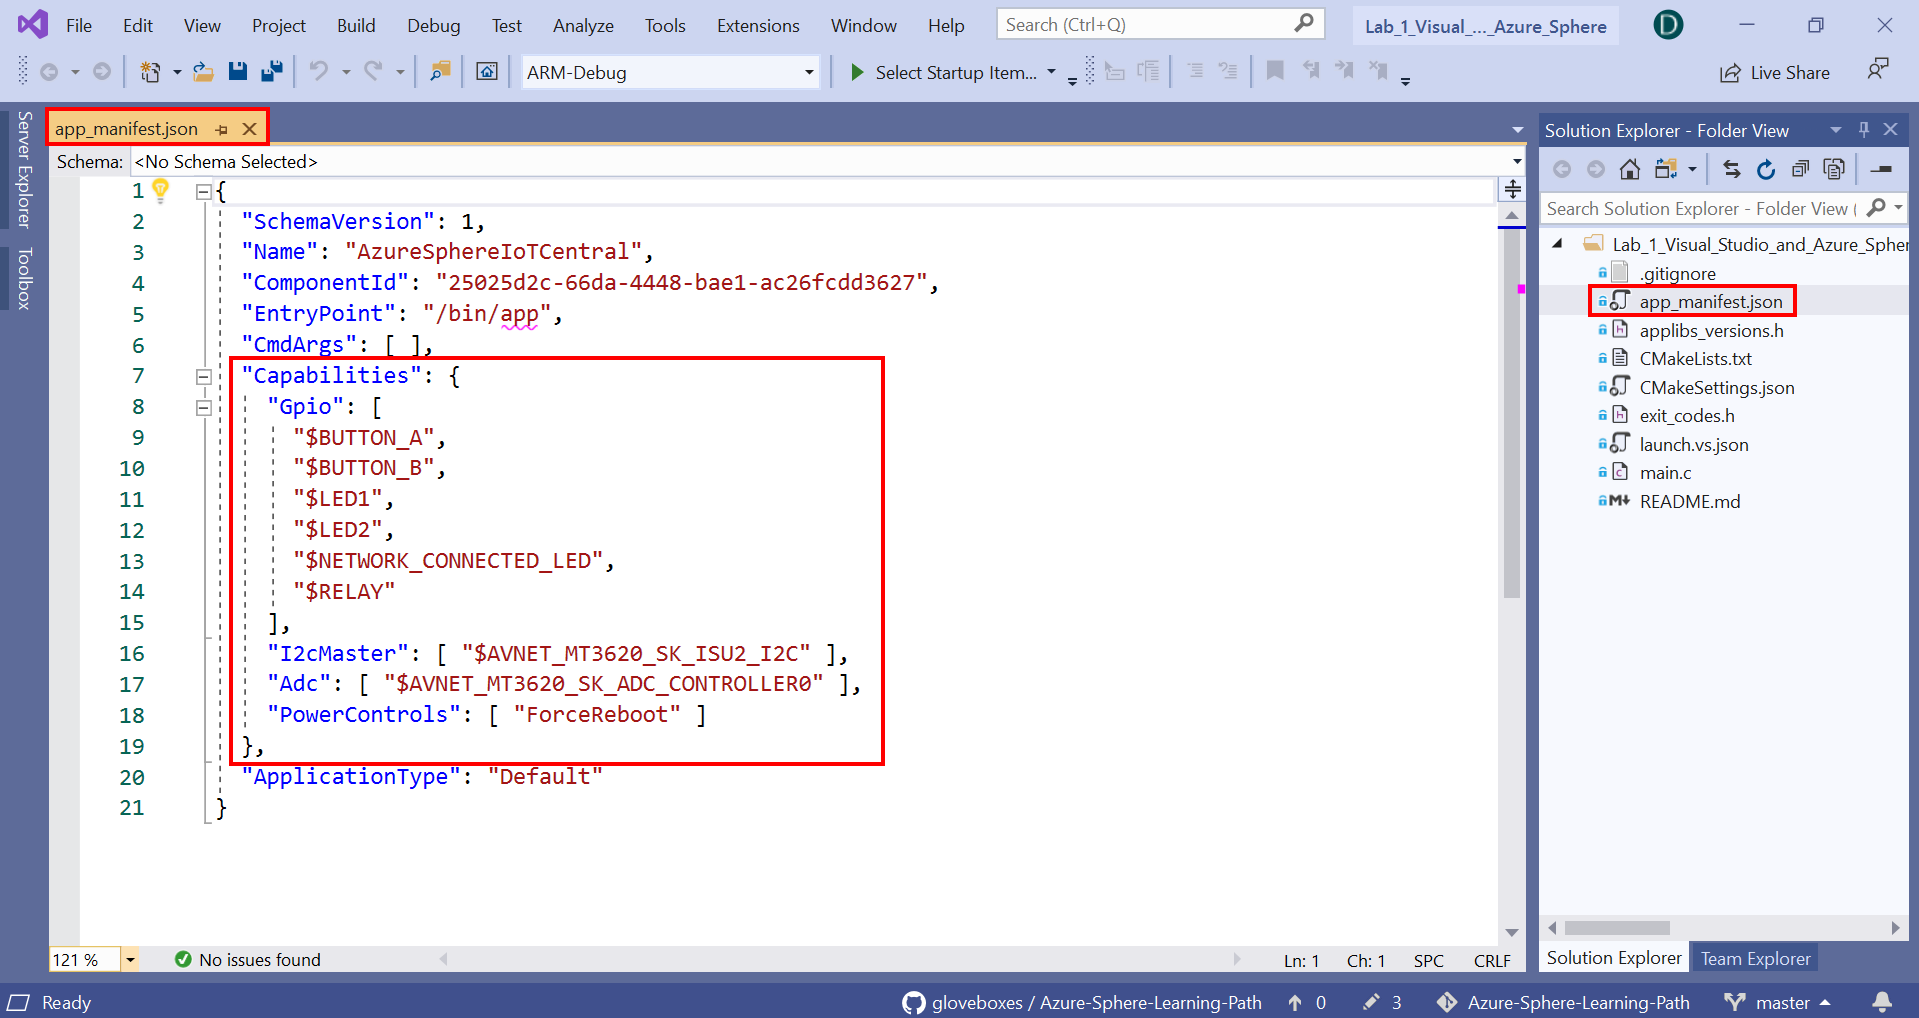 File Edit View Project Build Debug Test Analyze Tools Extensions Window Help Search (Ctrl+Q) Lab_1_Visual_..._Azure_Sphere D
ARM-Debug Select Startup Item... Live Share
Server Explorer
Toolbox
app_manifest.json
Schema: <No Schema Selected>
1 {
2 "SchemaVersion": 1,
3 "Name": "AzureSphereIoTCentral",
4 "ComponentId": "25025d2c-66da-4448-bae1-ac26fcdd3627",
5 "EntryPoint": "/bin/app",
6 "CmdArgs": [ ],
7 "Capabilities": {
8 "Gpio": [
9 "$BUTTON_A",
10 "$BUTTON_B",
11 "$LED1",
12 "$LED2",
13 "$NETWORK_CONNECTED_LED",
14 "$RELAY"
15 ],
16 "I2cMaster": [ "$AVNET_MT3620_SK_ISU2_I2C" ],
17 "Adc": [ "$AVNET_MT3620_SK_ADC_CONTROLLER0" ],
18 "PowerControls": [ "ForceReboot" ]
19 },
20 "ApplicationType": "Default"
21 }
121 % No issues found Ln: 1 Ch: 1 SPC CRLF
Solution Explorer - Folder View
Search Solution Explorer - Folder View (
Lab_1_Visual_Studio_and_Azure_Spher
.gitignore
app_manifest.json
applibs_versions.h
CMakeLists.txt
CMakeSettings.json
exit_codes.h
launch.vs.json
main.c
README.md
Solution Explorer Team Explorer
Ready gloveboxes / Azure-Sphere-Learning-Path 0 3 Azure-Sphere-Learning-Path master